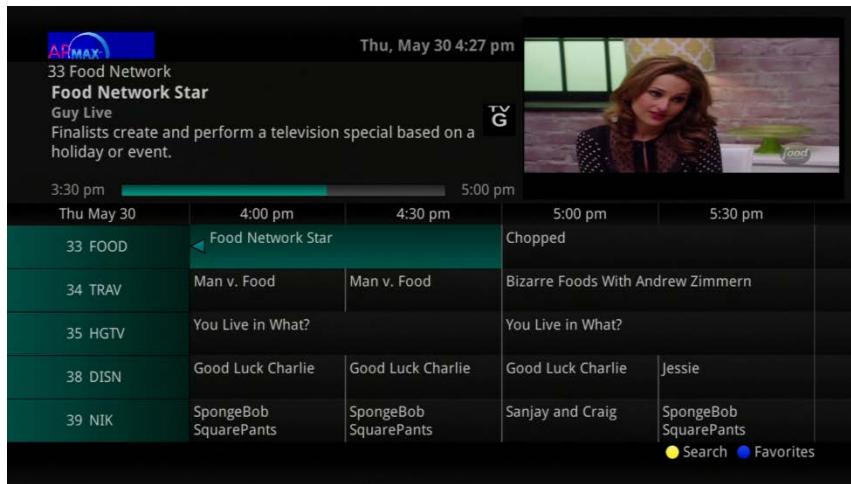 ARMAX
Thu, May 30 4:27 pm
33 Food Network
Food Network Star
Guy Live
TV
G
Finalists create and perform a television special based on a
holiday or event.
food
3:30 pm 5:00 pm
Thu May 30 4:00 pm 4:30 pm 5:00 pm 5:30 pm
33 FOOD Food Network Star Chopped
34 TRAV Man v. Food Man v. Food Bizarre Foods With Andrew Zimmern
35 HGTV You Live in What? You Live in What?
38 DISN Good Luck Charlie Good Luck Charlie Good Luck Charlie Jessie
39 NIK SpongeBob SpongeBob Sanjay and Craig SpongeBob
SquarePants SquarePants SquarePants
Search Favorites